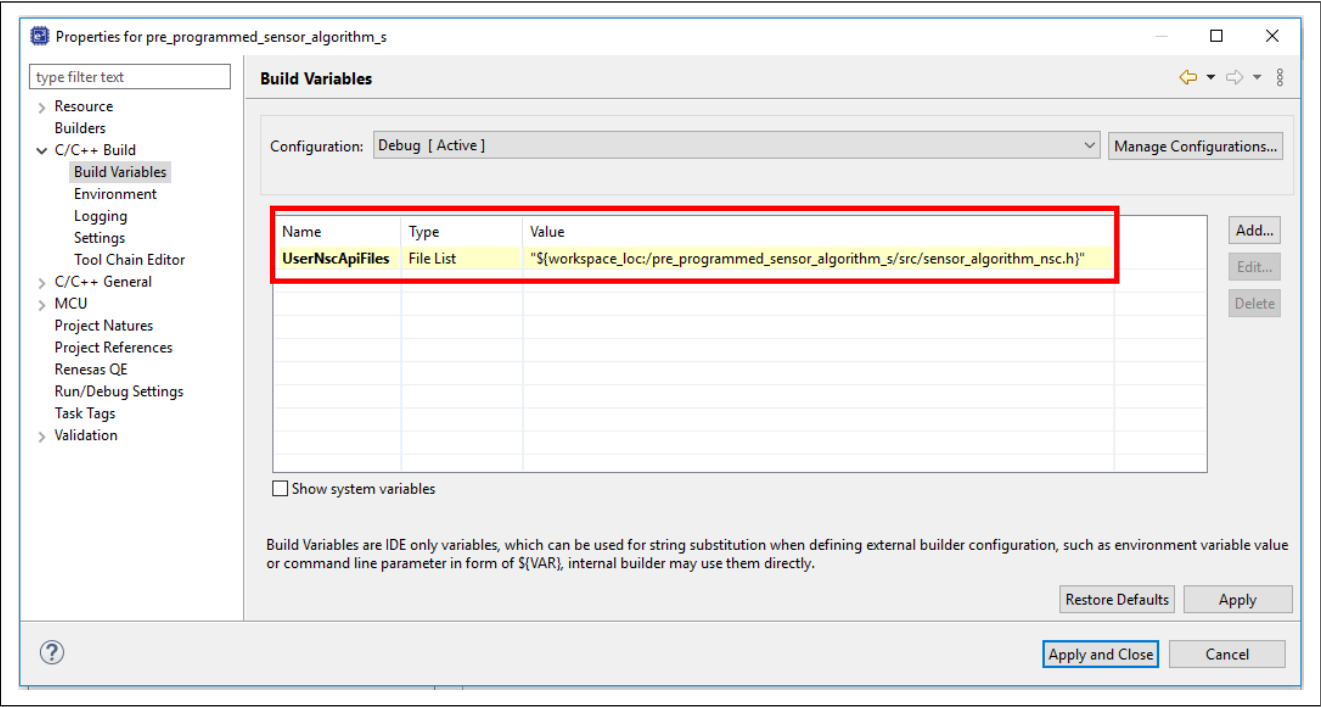 Properties for pre_programmed_sensor_algorithm_s
type filter text
Resource
Builders
C/C++ Build
Build Variables
Environment
Logging
Settings
Tool Chain Editor
C/C++ General
MCU
Project Natures
Project References
Renesas QE
Run/Debug Settings
Task Tags
Validation
Build Variables
Configuration: Debug [ Active ] Manage Configurations...
Name Type Value
UserNscApiFiles File List "${workspace_loc:/pre_programmed_sensor_algorithm_s/src/sensor_algorithm_nsc.h}"
Add...
Edit...
Delete
Show system variables
Build Variables are IDE only variables, which can be used for string substitution when defining external builder configuration, such as environment variable value
or command line parameter in form of ${VAR}, internal builder may use them directly.
Restore Defaults Apply
? Apply and Close Cancel